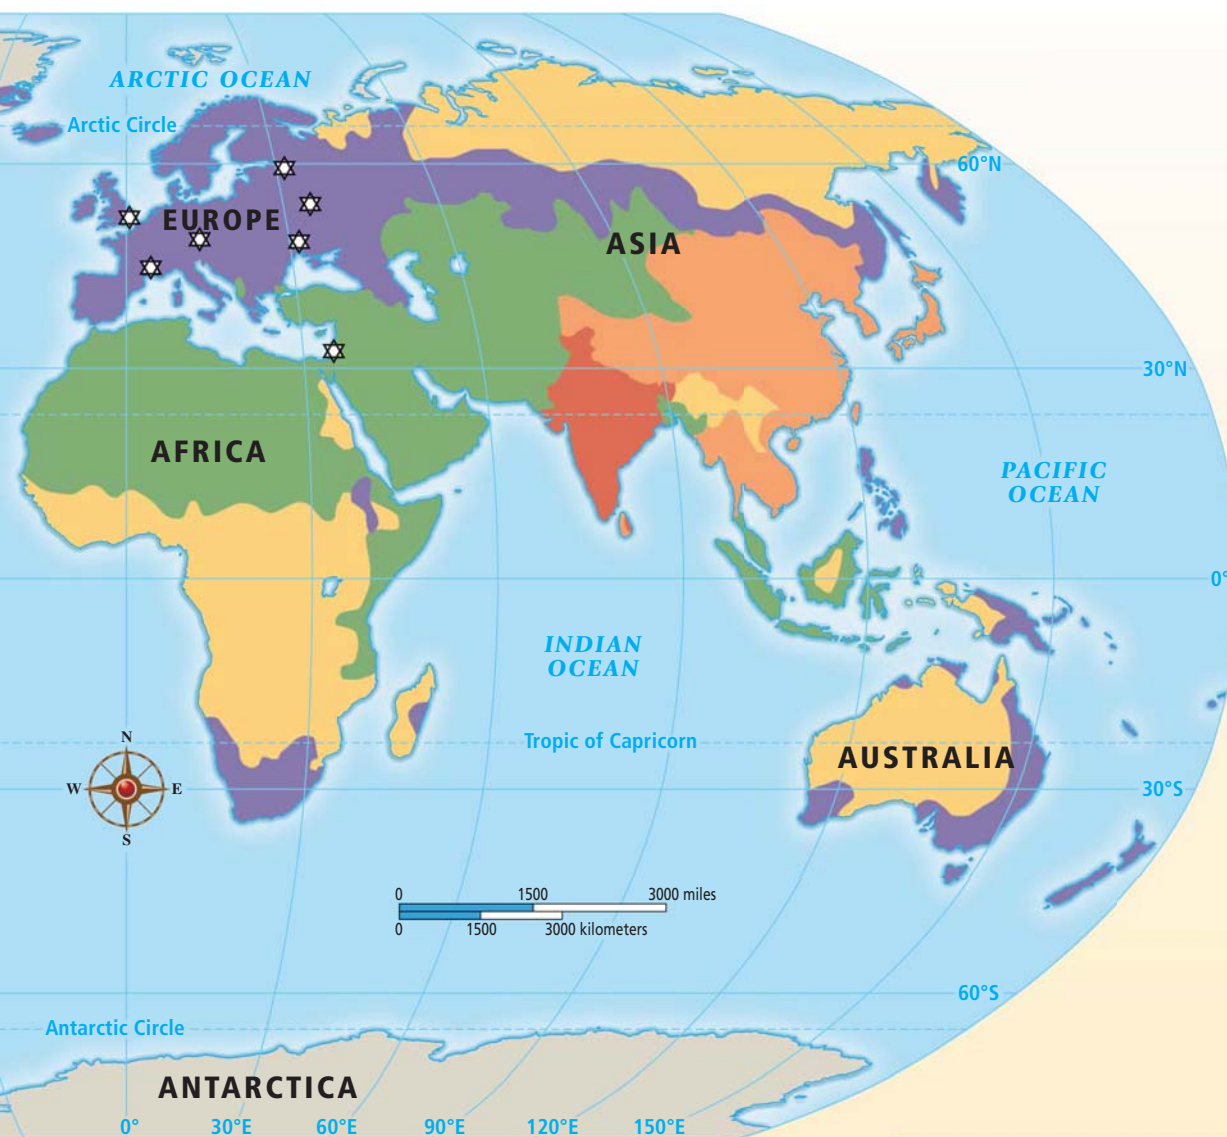 ARCTIC OCEAN
Arctic Circle
60°N
EUROPE
ASIA
30°N
AFRICA
PACIFIC
OCEAN
0°
INDIAN
OCEAN
Tropic of Capricorn
AUSTRALIA
N
W E
S
30°S
0 1500 3000 miles
0 1500 3000 kilometers
60°S
Antarctic Circle
ANTARCTICA
0° 30°E 60°E 90°E 120°E 150°E